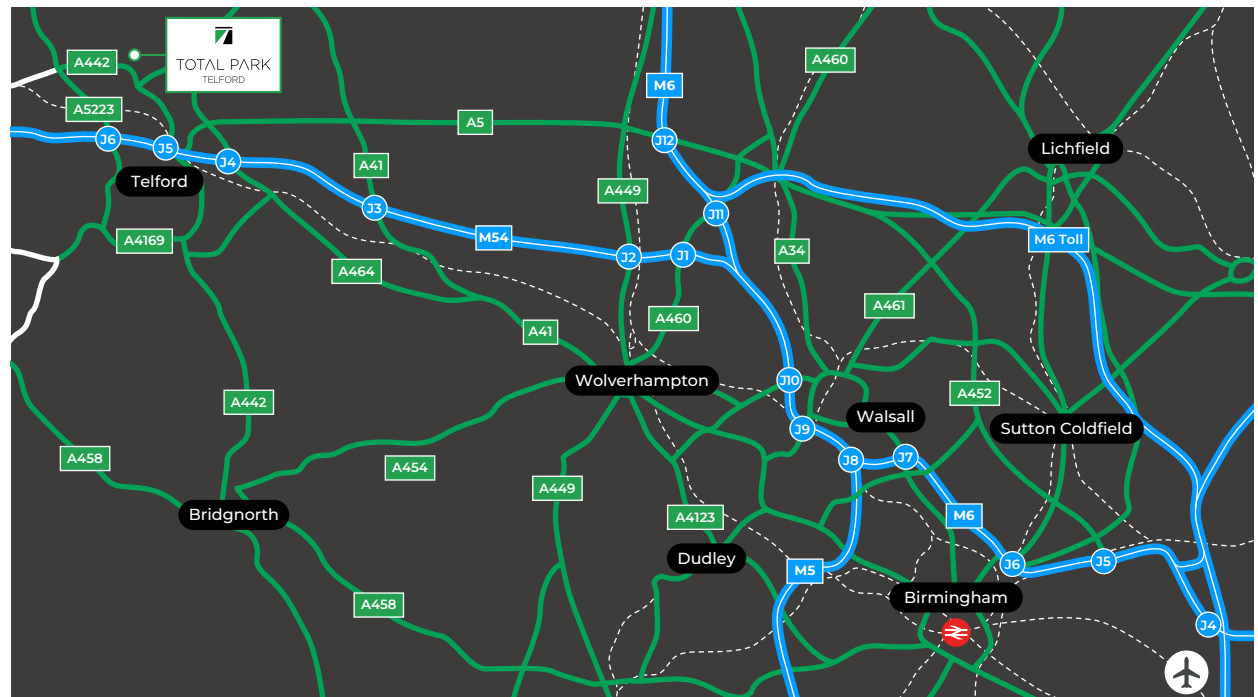 TOTAL PARK
TELFORD
A442
A460
M6
A5223
A5
J6
J5
J4
J12
Lichfield
A41
Telford
A449
J3
J11
A4169
M54
M6 Toll
J2
J1
A34
A464
A461
A460
A41
Wolverhampton
J10
A452
A442
Walsall
Sutton Coldfield
J9
A458
A454
J8
J7
A449
Bridgnorth
A4123
M6
Dudley
M5
J6
J5
Birmingham
A458
J4